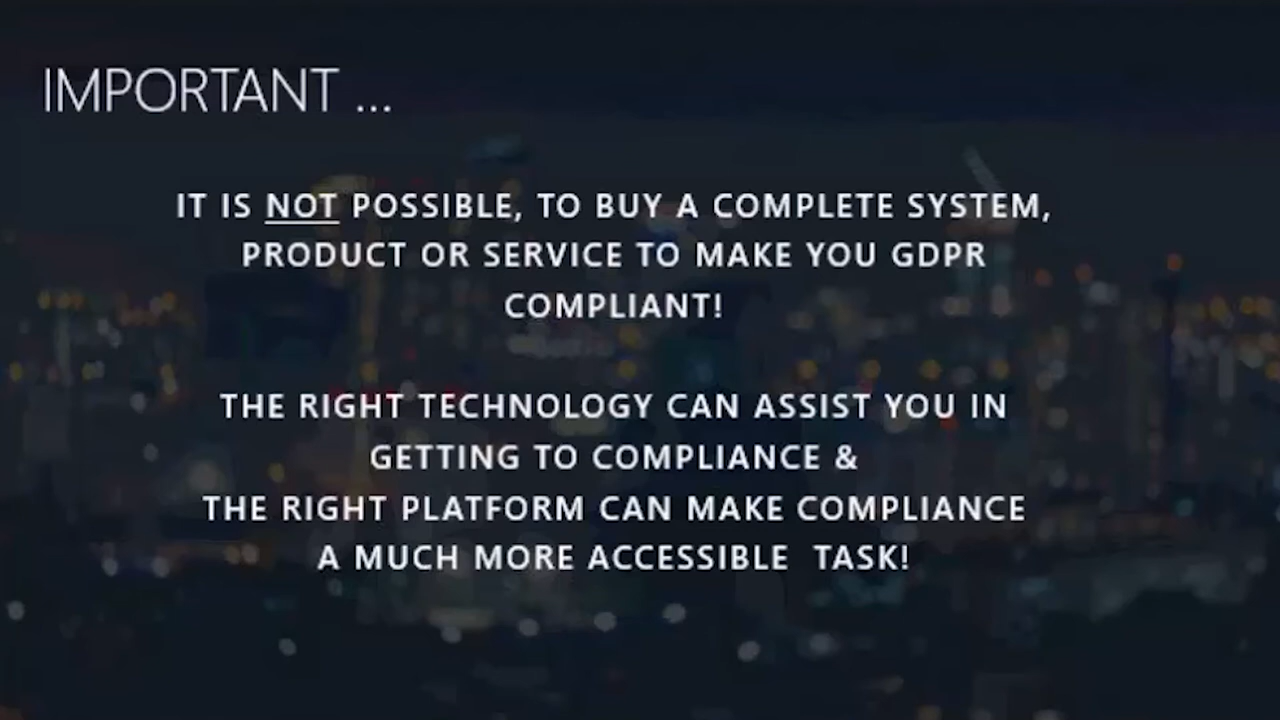 IMPORTANT ...
IT IS NOT POSSIBLE, TO BUY A COMPLETE SYSTEM,
PRODUCT OR SERVICE TO MAKE YOU GDPR
COMPLIANT!
THE RIGHT TECHNOLOGY CAN ASSIST YOU IN
GETTING TO COMPLIANCE &
THE RIGHT PLATFORM CAN MAKE COMPLIANCE
A MUCH MORE ACCESSIBLE TASK!